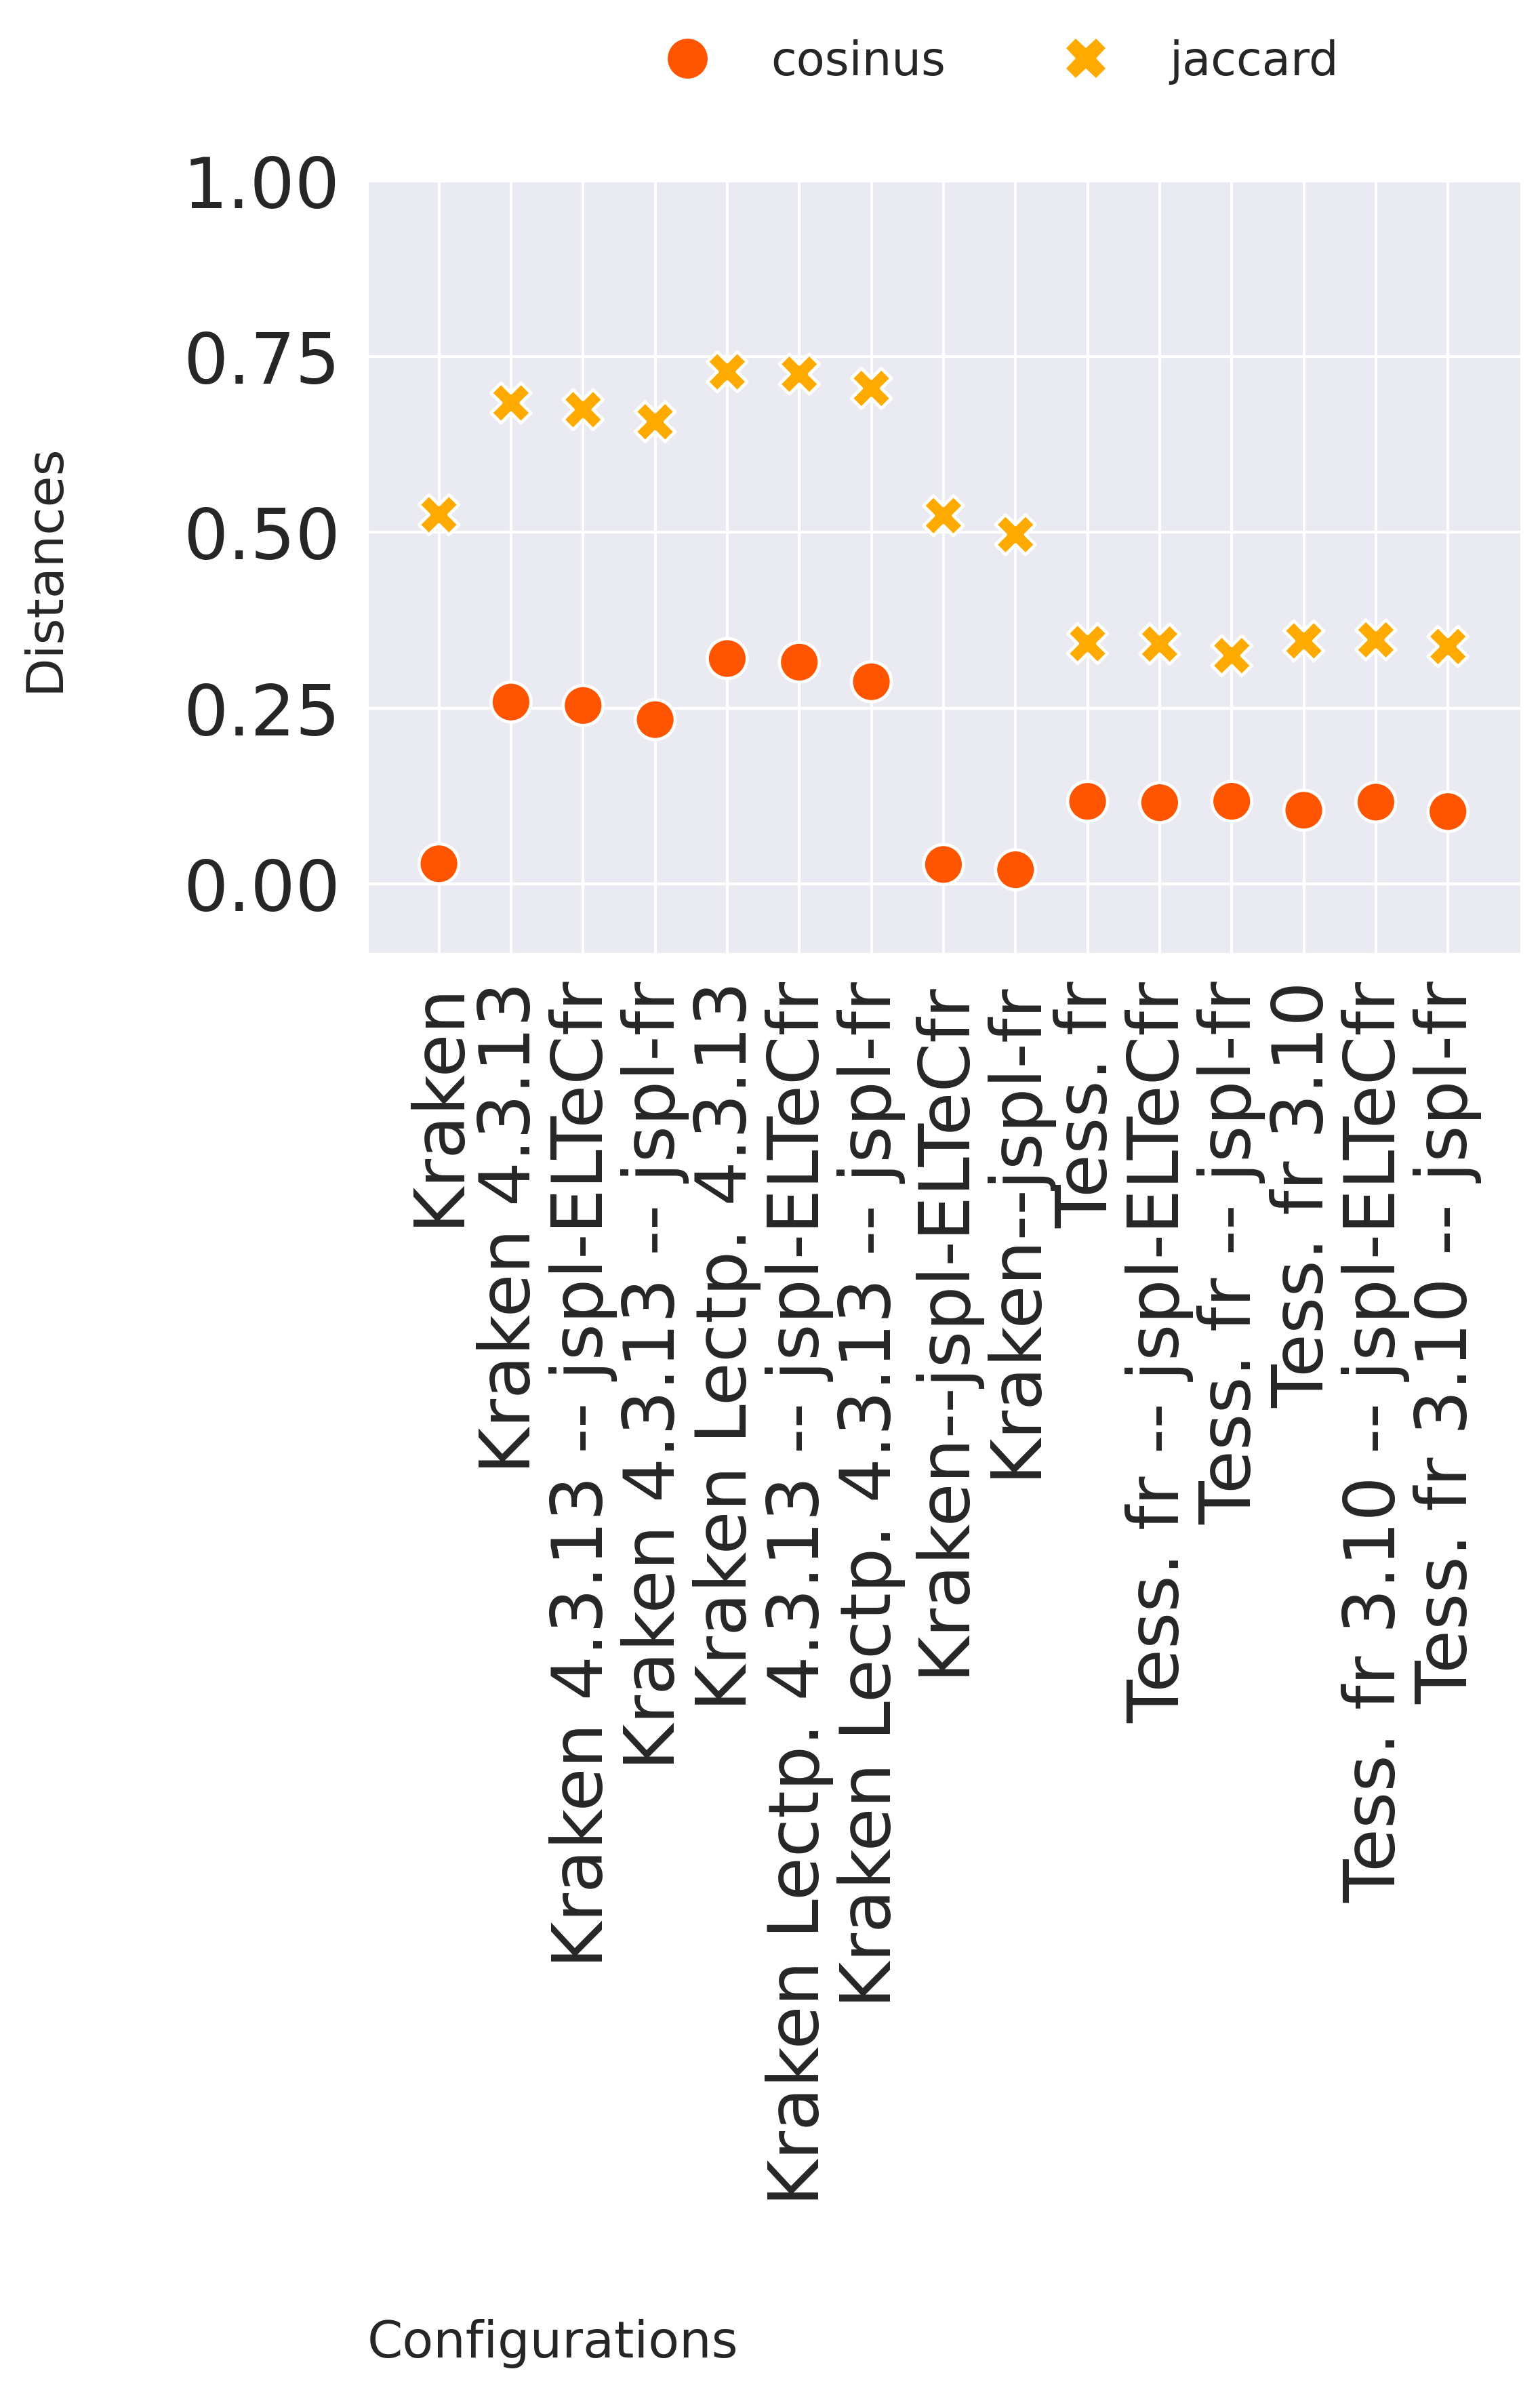 cosinus
jaccard
Distances
1.00
0.75
0.50
0.25
0.00
Kraken
Kraken 4.3.13
Kraken 4.3.13 -- jspl-ELTeCfr
Kraken 4.3.13 -- jspl-fr
Kraken Lectp. 4.3.13
Kraken Lectp. 4.3.13 -- jspl-ELTeCfr
Kraken Lectp. 4.3.13 -- jspl-fr
Kraken--jspl-ELTeCfr
Kraken--jspl-fr
Tess. fr
Tess. fr -- jspl-ELTeCfr
Tess. fr -- jspl-fr
Tess. fr 3.10
Tess. fr 3.10 -- jspl-ELTeCfr
Tess. fr 3.10 -- jspl-fr
Configurations